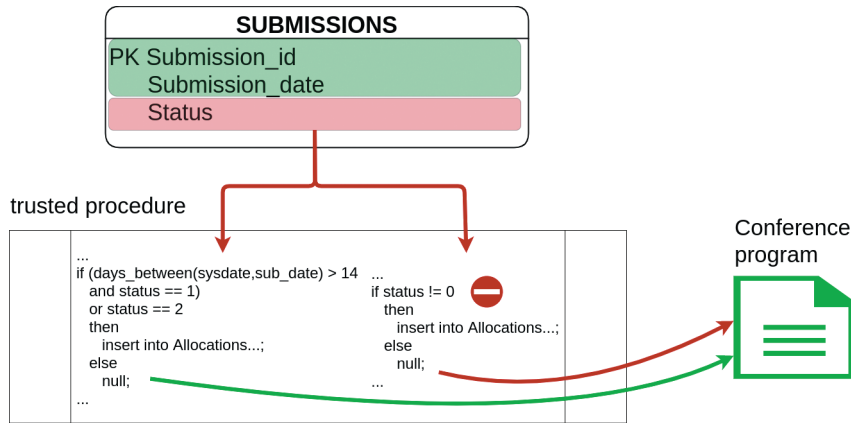 SUBMISSIONS
PK Submission_id
Submission_date
Status
trusted procedure
...
if (days_between(sysdate,sub_date) > 14
and status == 1)
or status == 2
then
insert into Allocations...;
else
null;
...
...
if status != 0
then
insert into Allocations...;
else
null;
...
Conference
program